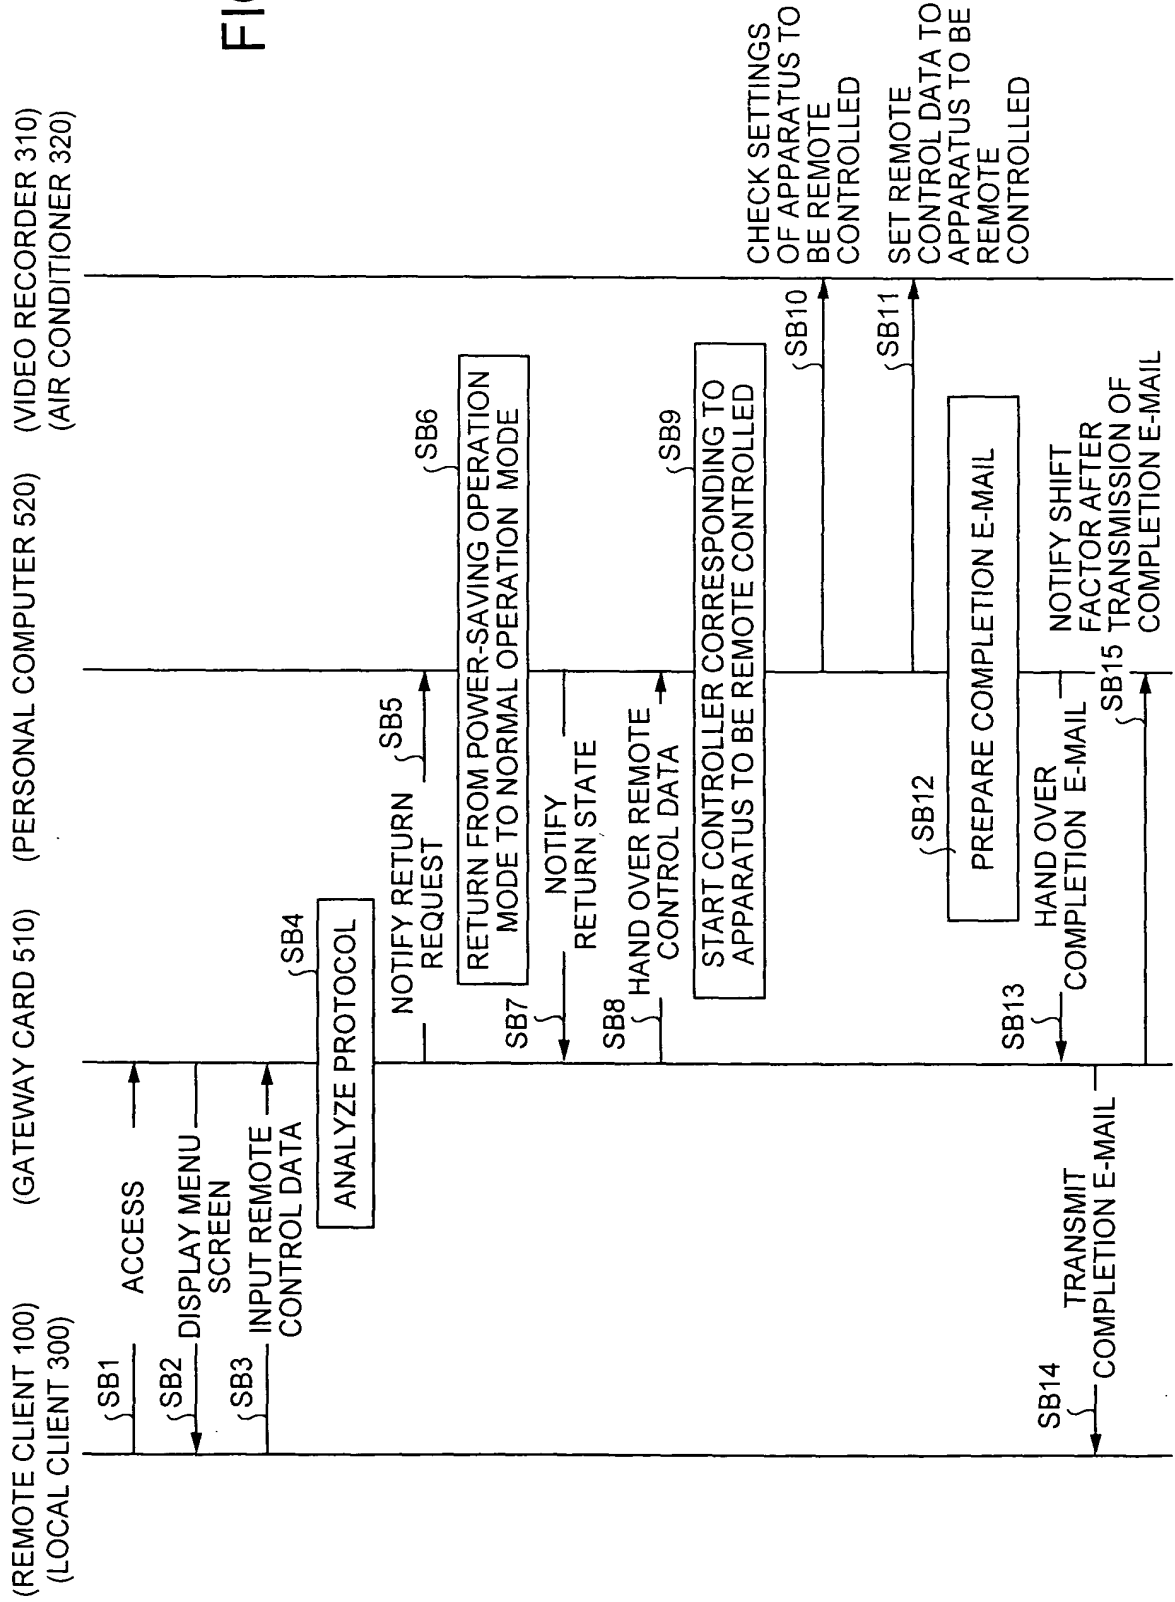 FIG
(REMOTE CLIENT 100)
(LOCAL CLIENT 300)
(GATEWAY CARD 510)
(PERSONAL COMPUTER 520)
(VIDEO RECORDER 310)
(AIR CONDITIONER 320)
SB1
ACCESS
SB2
DISPLAY MENU
SCREEN
SB3
INPUT REMOTE
CONTROL DATA
SB4
ANALYZE PROTOCOL
NOTIFY RETURN
REQUEST
SB5
SB6
RETURN FROM POWER-SAVING OPERATION
MODE TO NORMAL OPERATION MODE
SB7
NOTIFY
RETURN STATE
SB8
HAND OVER REMOTE
CONTROL DATA
SB9
START CONTROLLER CORRESPONDING TO
APPARATUS TO BE REMOTE CONTROLLED
SB10
CHECK SETTINGS
OF APPARATUS TO
BE REMOTE
CONTROLLED
SB11
SET REMOTE
CONTROL DATA TO
APPARATUS TO BE
REMOTE
CONTROLLED
SB12
PREPARE COMPLETION E-MAIL
SB13
HAND OVER
COMPLETION E-MAIL
SB14
TRANSMIT
COMPLETION E-MAIL
SB15
NOTIFY SHIFT
FACTOR AFTER
TRANSMISSION OF
COMPLETION E-MAIL